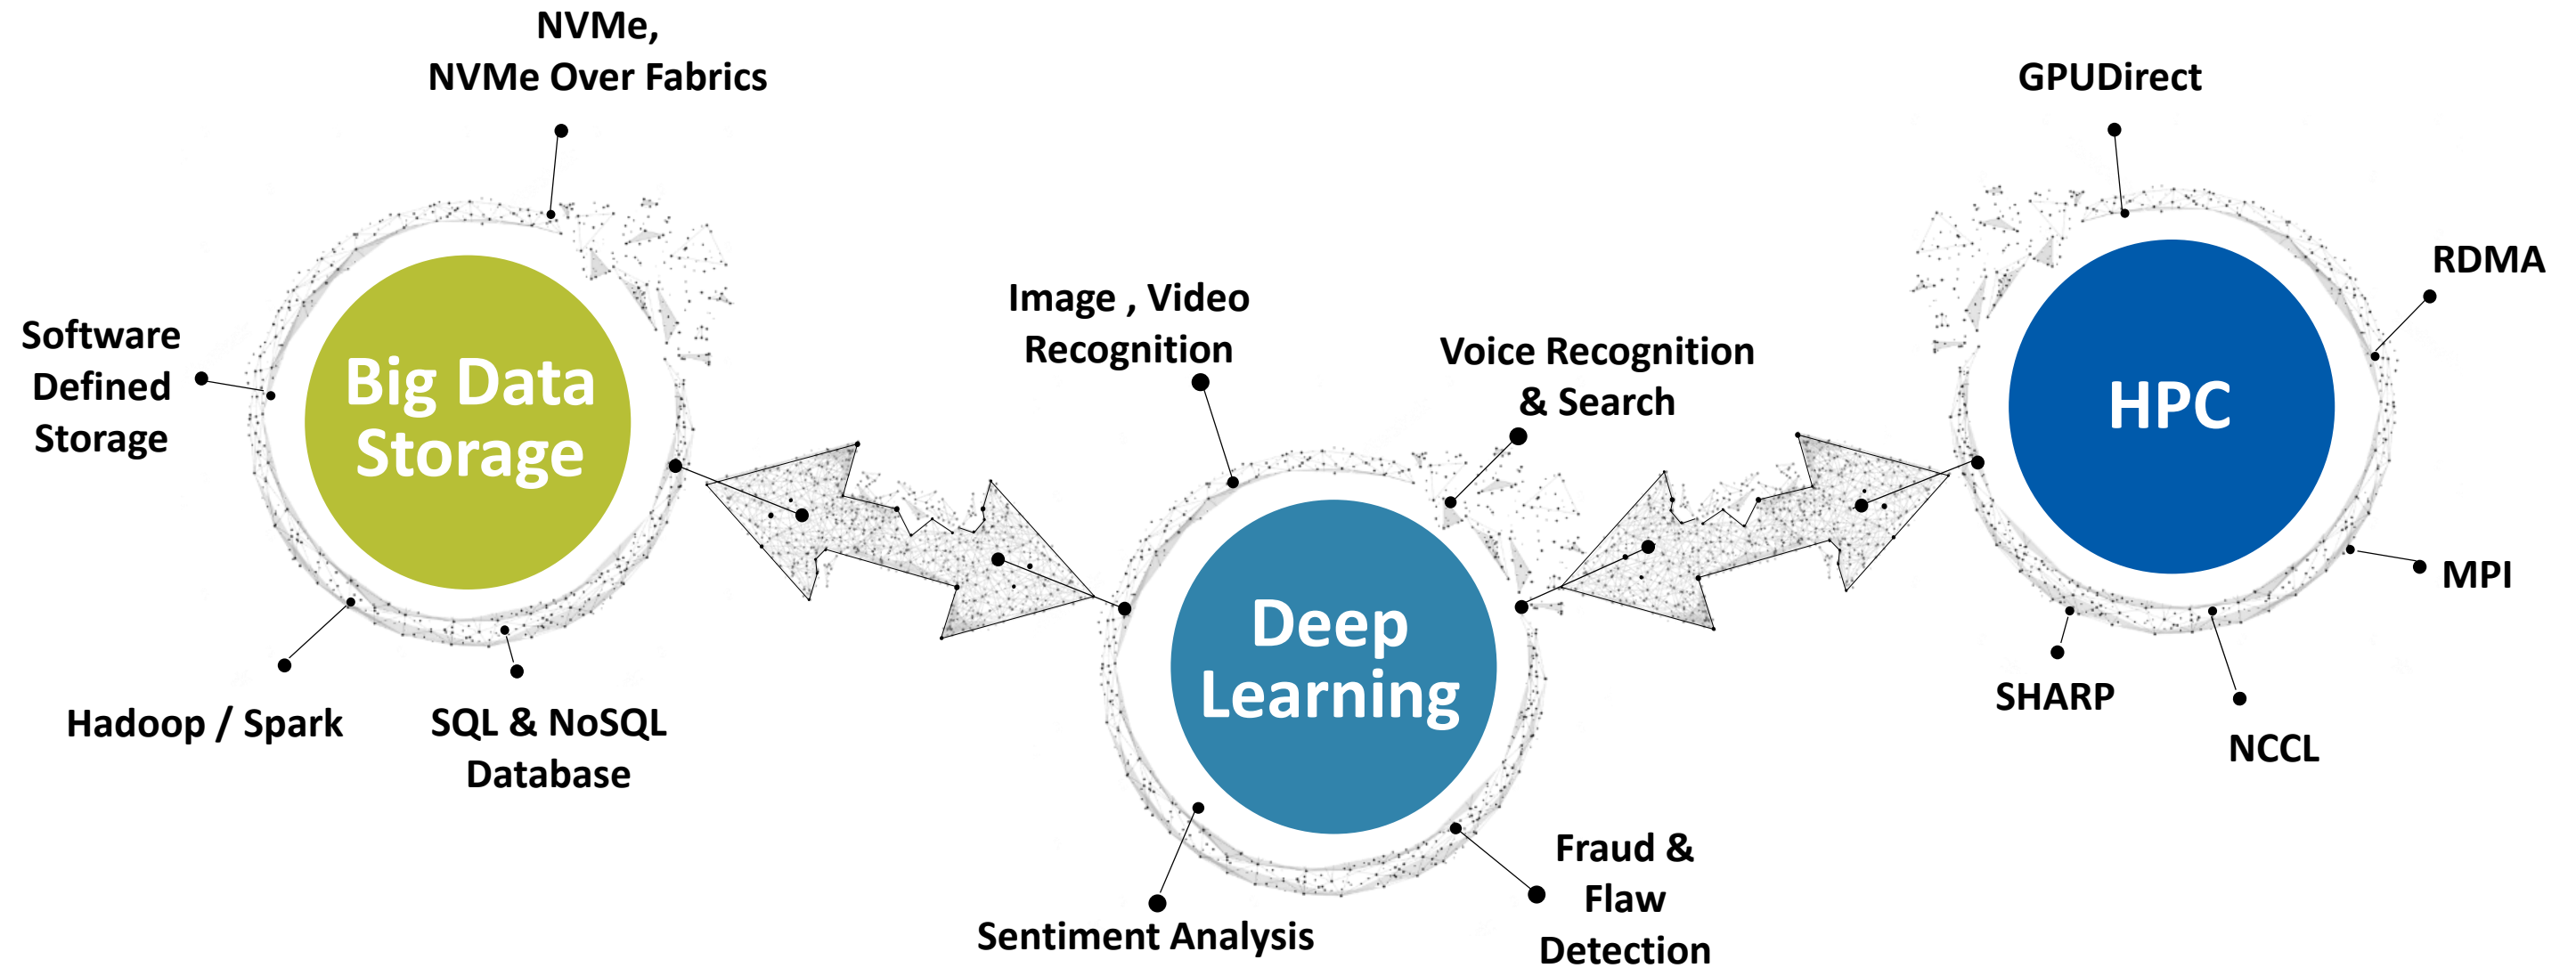 NVMe,
NVMe Over Fabrics
Software
Defined
Storage
Big Data
Storage
Hadoop / Spark
SQL & NoSQL
Database
Image , Video
Recognition
Voice Recognition
& Search
Deep
Learning
Sentiment Analysis
Fraud &
Flaw
Detection
GPUDirect
RDMA
HPC
MPI
SHARP
NCCL